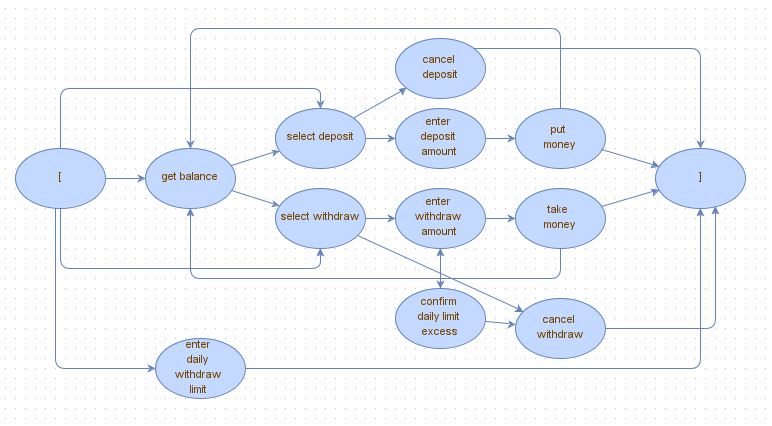 cancel
deposit
enter
deposit
amount
put
money
select deposit
[
get balance
]
select withdraw
enter
withdraw
amount
take
money
confirm
daily limit
excess
cancel
withdraw
enter
daily
withdraw
limit